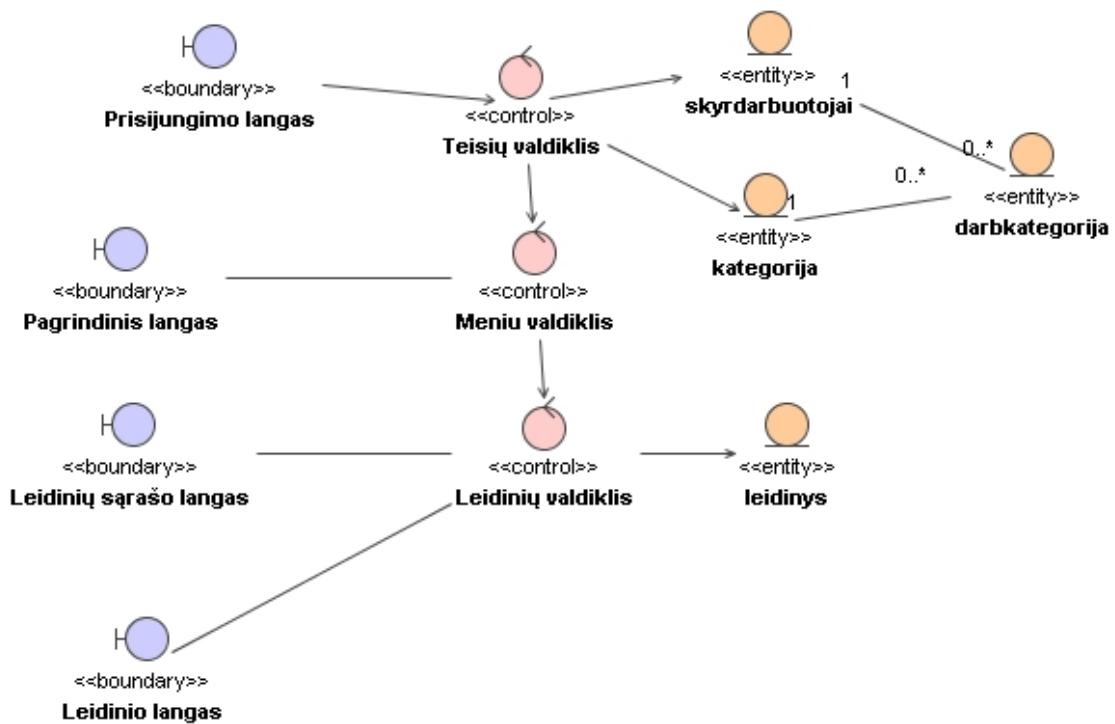 <<boundary>>
Prisijungimo langas
<<control>>
Teisių valdiklis
<<entity>>
1
skyrdarbuotojai
0..*
0..*
<<entity>>
darbkategorija
1
<<entity>>
kategorija
<<boundary>>
Pagrindinis langas
<<control>>
Meniu valdiklis
<<boundary>>
Leidinių sąrašo langas
<<control>>
Leidinių valdiklis
<<entity>>
leidinys
<<boundary>>
Leidinio langas